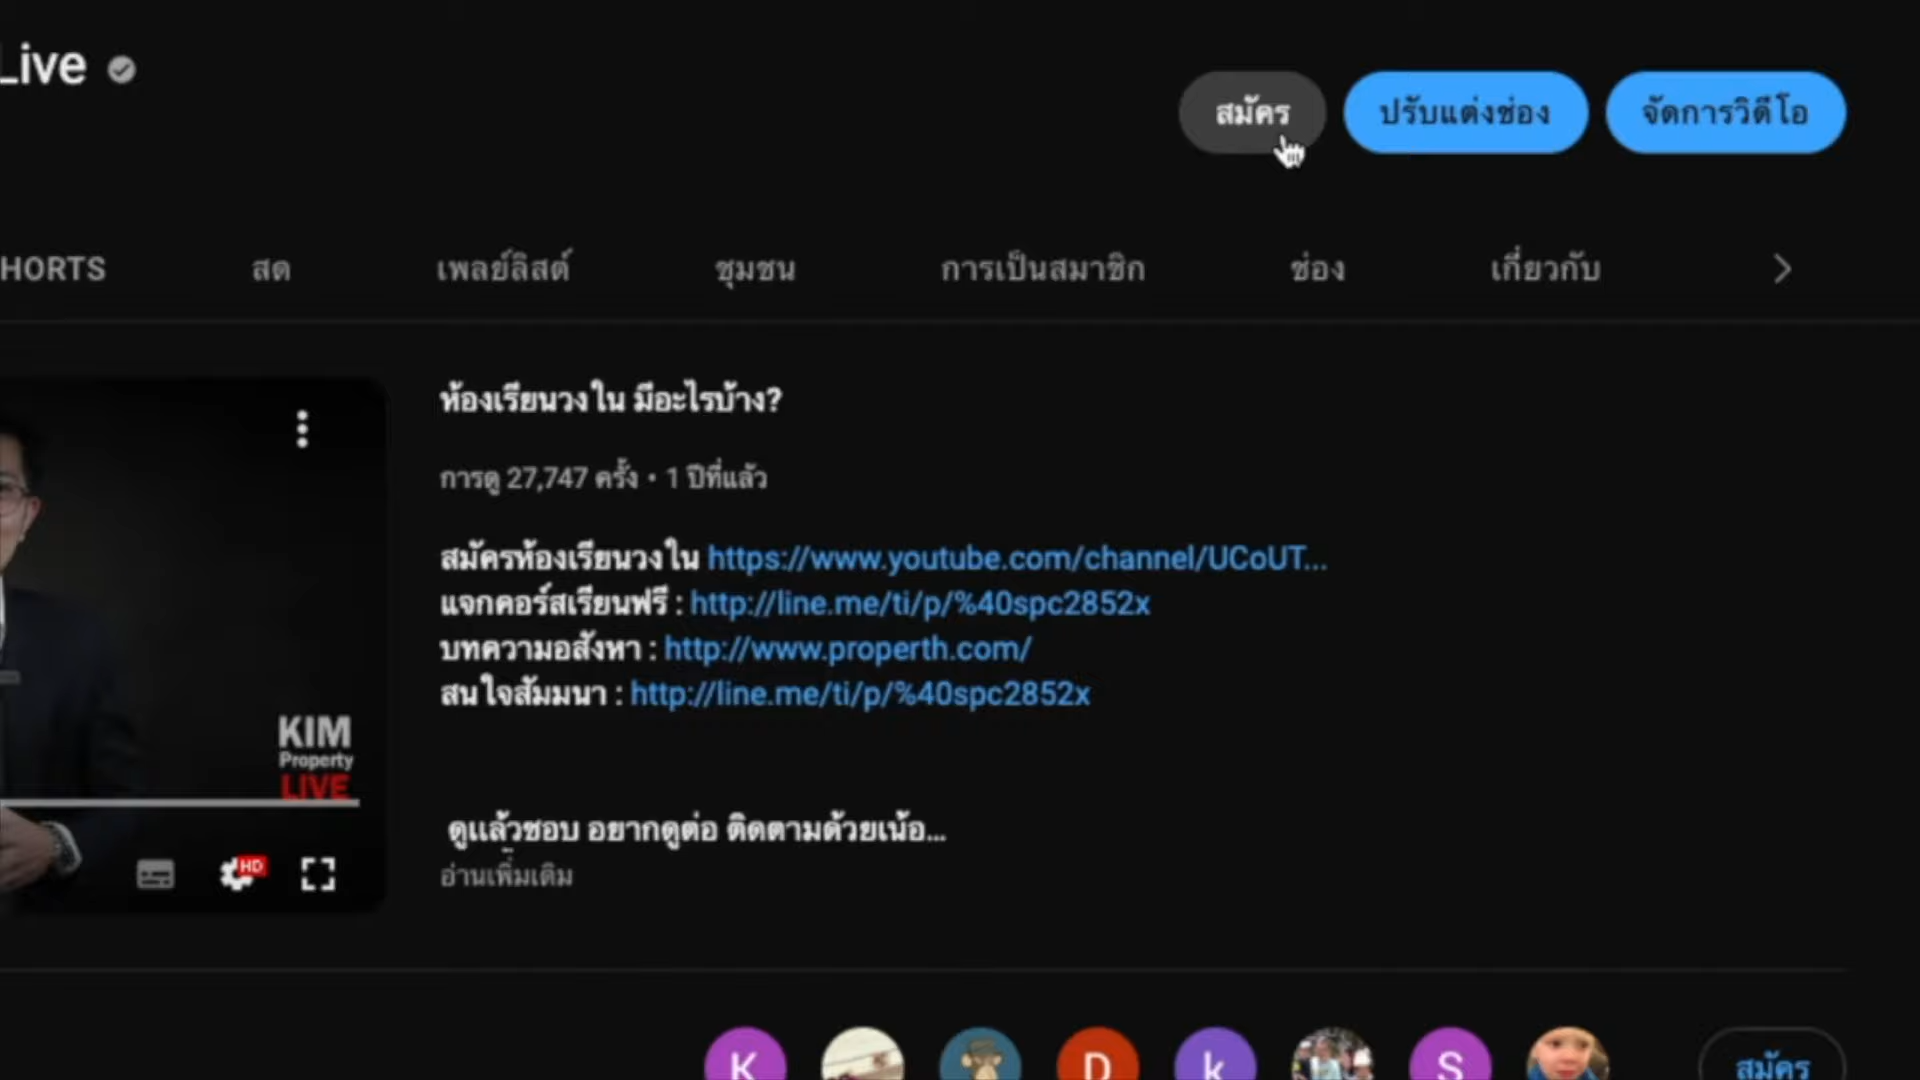 Live
สมัคร
ปรับแต่งช่อง
จัดการวิดีโอ
HORTS
สด
เพลย์ลิสต์
ชุมชน
การเป็นสมาชิก
ช่อง
เกี่ยวกับ
ห้องเรียนวงใน มีอะไรบ้าง?
การดู 27,747 ครั้ง • 1 ปีที่แล้ว
สมัครห้องเรียนวงใน https://www.youtube.com/channel/UCoUT...
แจกคอร์สเรียนฟรี : http://line.me/ti/p/%40spc2852x
บทความอสังหา : http://www.properth.com/
สนใจสัมมนา : http://line.me/ti/p/%40spc2852x
KIM
Property
LIVE
ดูแล้วชอบ อยากดูต่อ ติดตามด้วยเน้อ...
อ่านเพิ่มเติม
HD
K
D
k
S
สมัคร